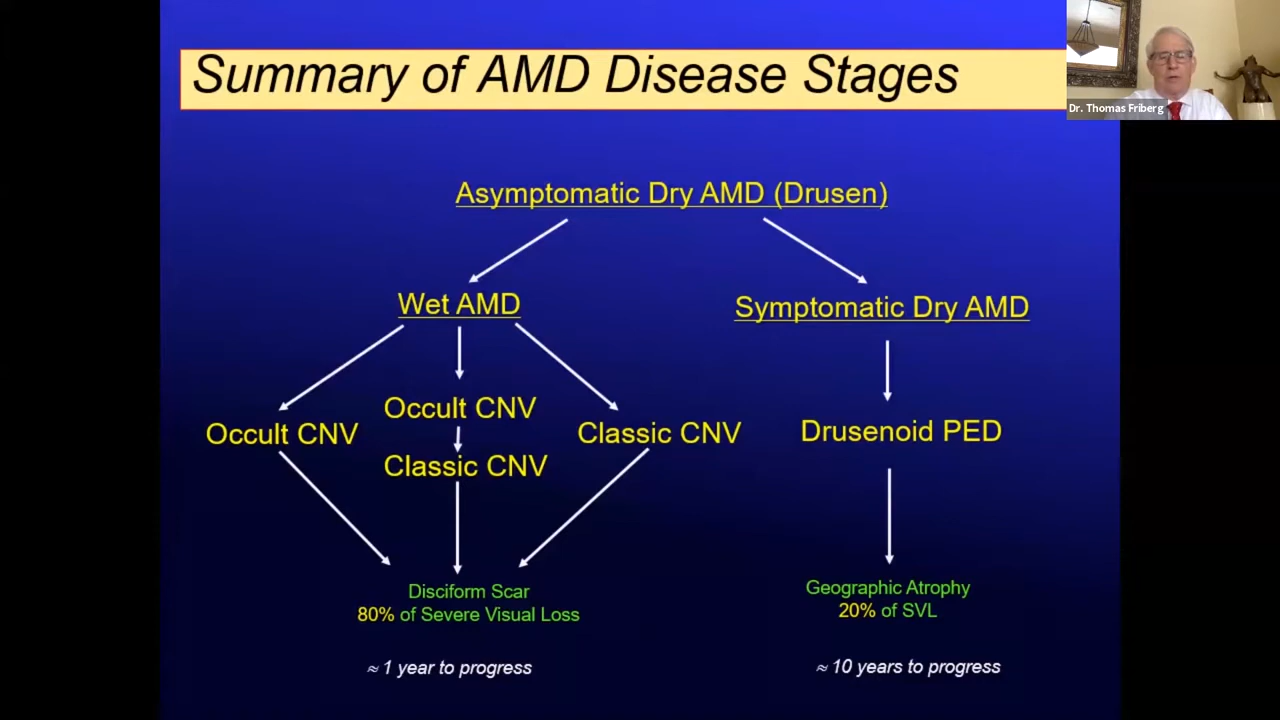 Summary of AMD Disease Stages
Dr. Thomas Friberg
Asymptomatic Dry AMD (Drusen)
Wet AMD
Symptomatic Dry AMD
Occult CNV
Occult CNV
Classic CNV
Classic CNV
Drusenoid PED
Disciform Scar
80% of Severe Visual Loss
Geographic Atrophy
20% of SVL
≈ 1 year to progress
≈ 10 years to progress